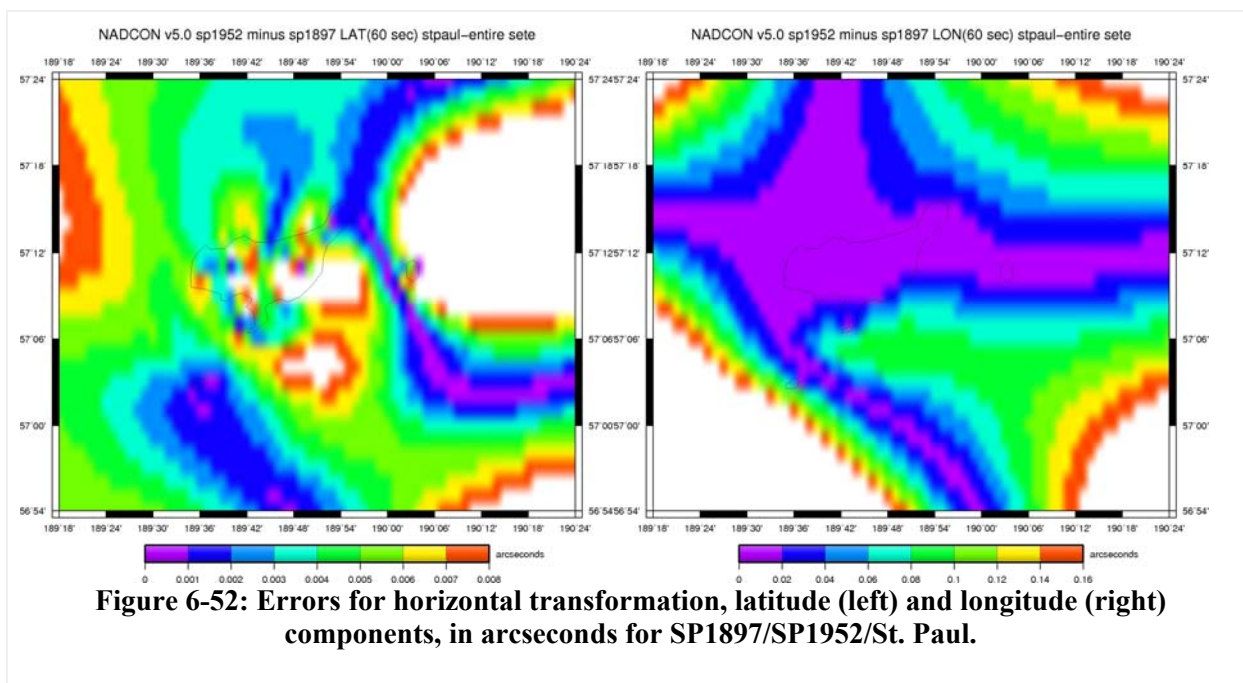 NADCON v5.0 sp1952 minus sp1897 LAT(60 sec) stpaul-entire sete
189˚18' 189˚24' 189˚30' 189˚36' 189˚42' 189˚48' 189˚54' 190˚00' 190˚06' 190˚12' 190˚18' 190˚24'
57˚24' 57˚24'
57˚18' 57˚18'
57˚12' 57˚12'
57˚06' 57˚06'
57˚00' 57˚00'
56˚54' 56˚54'
189˚18' 189˚24' 189˚30' 189˚36' 189˚42' 189˚48' 189˚54' 190˚00' 190˚06' 190˚12' 190˚18' 190˚24'
arcseconds
0 0.001 0.002 0.003 0.004 0.005 0.006 0.007 0.008
NADCON v5.0 sp1952 minus sp1897 LON(60 sec) stpaul-entire sete
189˚18' 189˚24' 189˚30' 189˚36' 189˚42' 189˚48' 189˚54' 190˚00' 190˚06' 190˚12' 190˚18' 190˚24'
57˚24' 57˚24'
57˚18' 57˚18'
57˚12' 57˚12'
57˚06' 57˚06'
57˚00' 57˚00'
56˚54' 56˚54'
189˚18' 189˚24' 189˚30' 189˚36' 189˚42' 189˚48' 189˚54' 190˚00' 190˚06' 190˚12' 190˚18' 190˚24'
arcseconds
0 0.02 0.04 0.06 0.08 0.1 0.12 0.14 0.16
Figure 6-52: Errors for horizontal transformation, latitude (left) and longitude (right)
components, in arcseconds for SP1897/SP1952/St. Paul.